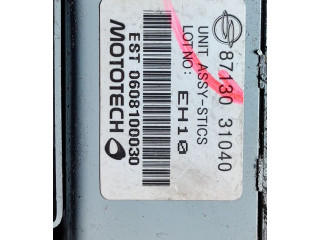 87130 31040
UNIT ASSY-STICS
LOT NO: EH10
EST 0608100030
MOTOTECH